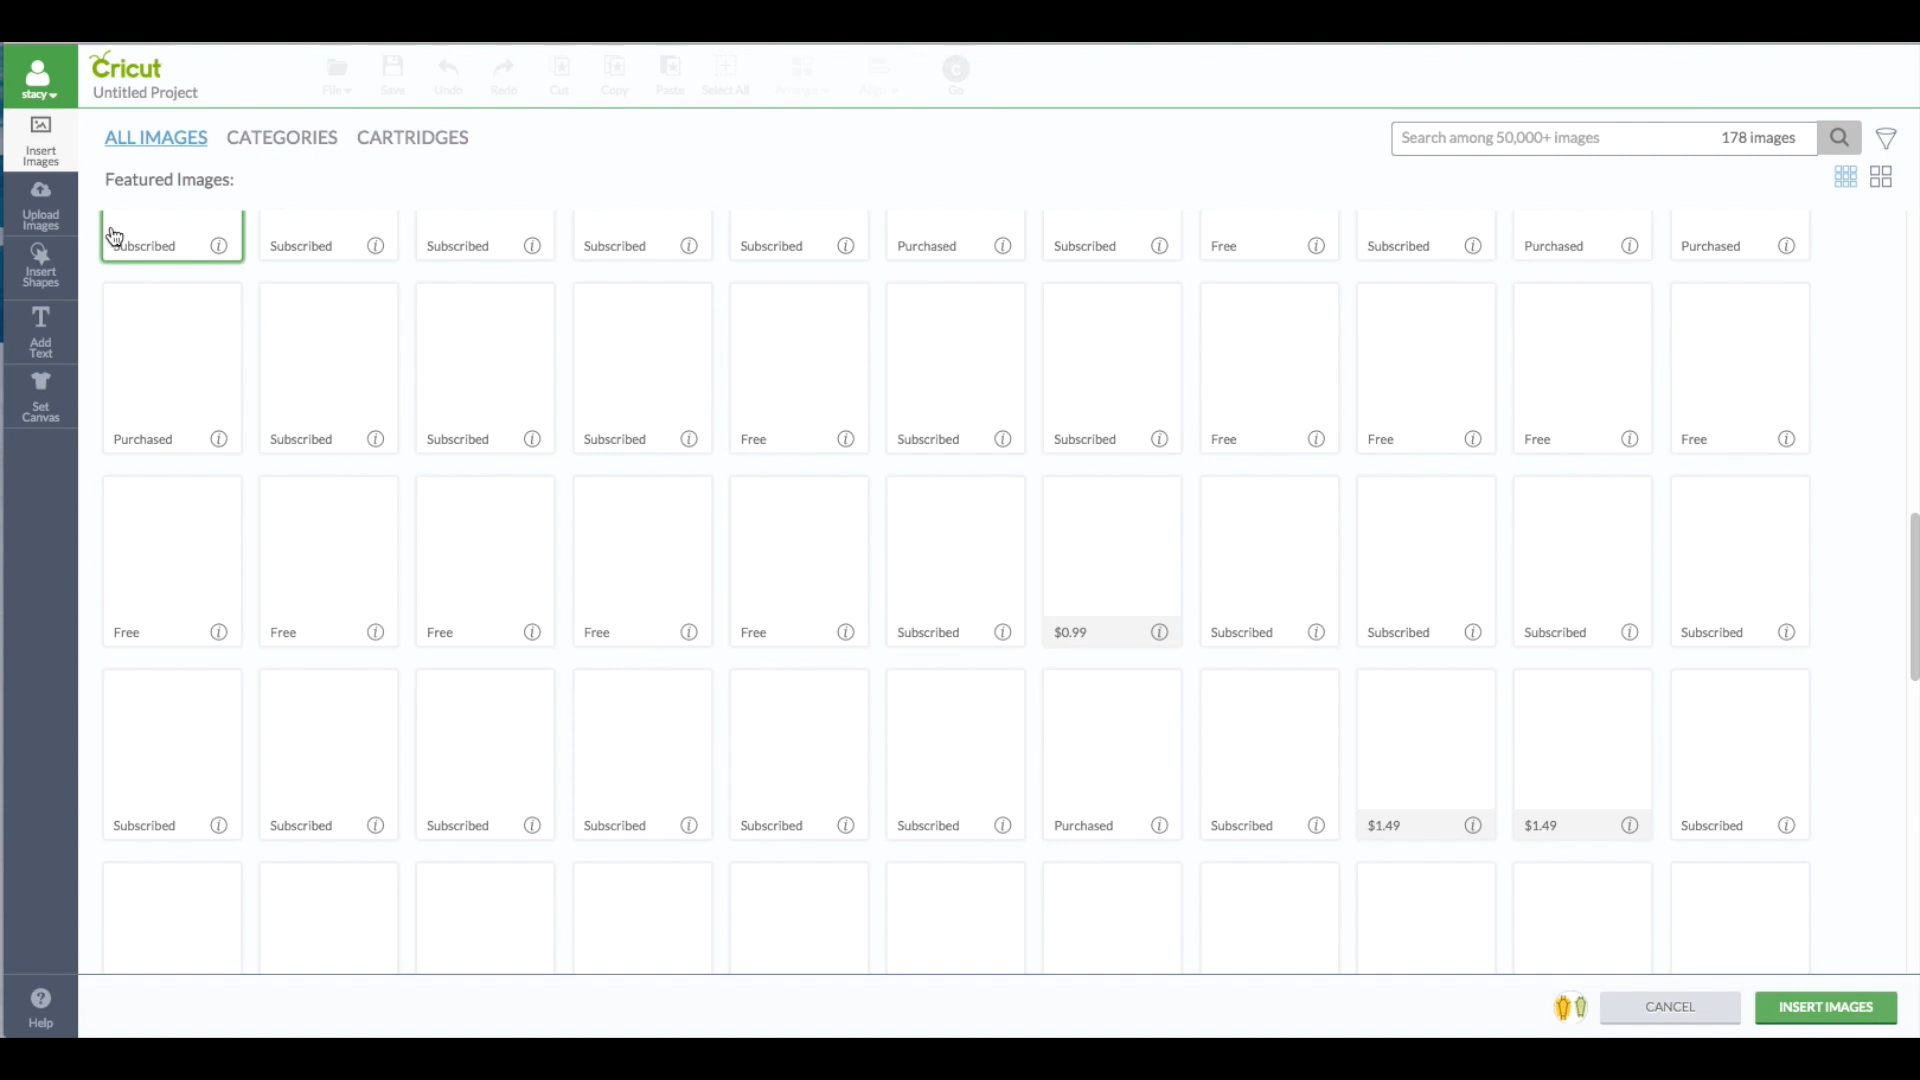 stacy
Cricut
Untitled Project
File
Save
Undo
Redo
Cut
Copy
Paste
Select All
Arrange
Align
Go
Insert
Images
Upload
Images
Insert
Shapes
Add
Text
Set
Canvas
Help
ALL IMAGES CATEGORIES CARTRIDGES
Search among 50,000+ images 178 images
Featured Images:
Subscribed Subscribed Subscribed Subscribed Subscribed Purchased Subscribed Free Subscribed Purchased Purchased
Purchased Subscribed Subscribed Subscribed Free Subscribed Subscribed Free Free Free Free
Free Free Free Free Free Subscribed $0.99 Subscribed Subscribed Subscribed Subscribed
Subscribed Subscribed Subscribed Subscribed Subscribed Subscribed Purchased Subscribed $1.49 $1.49 Subscribed
CANCEL INSERT IMAGES